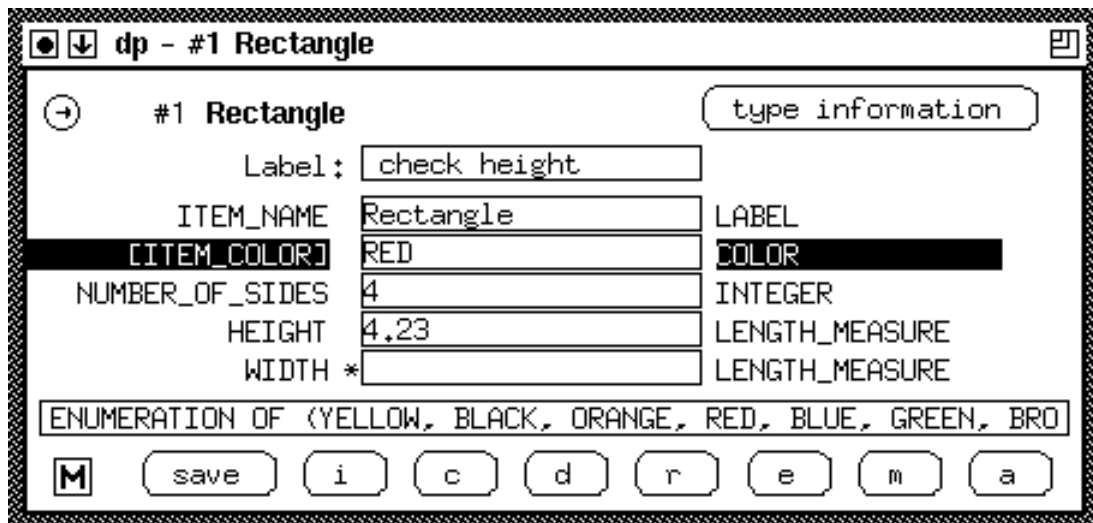 dp - #1 Rectangle
#1 Rectangle type information
Label: check height
ITEM_NAME Rectangle LABEL
[ITEM_COLOR] RED COLOR
NUMBER_OF_SIDES 4 INTEGER
HEIGHT 4.23 LENGTH_MEASURE
WIDTH * LENGTH_MEASURE
ENUMERATION OF (YELLOW, BLACK, ORANGE, RED, BLUE, GREEN, BRO
M save i c d r e m a